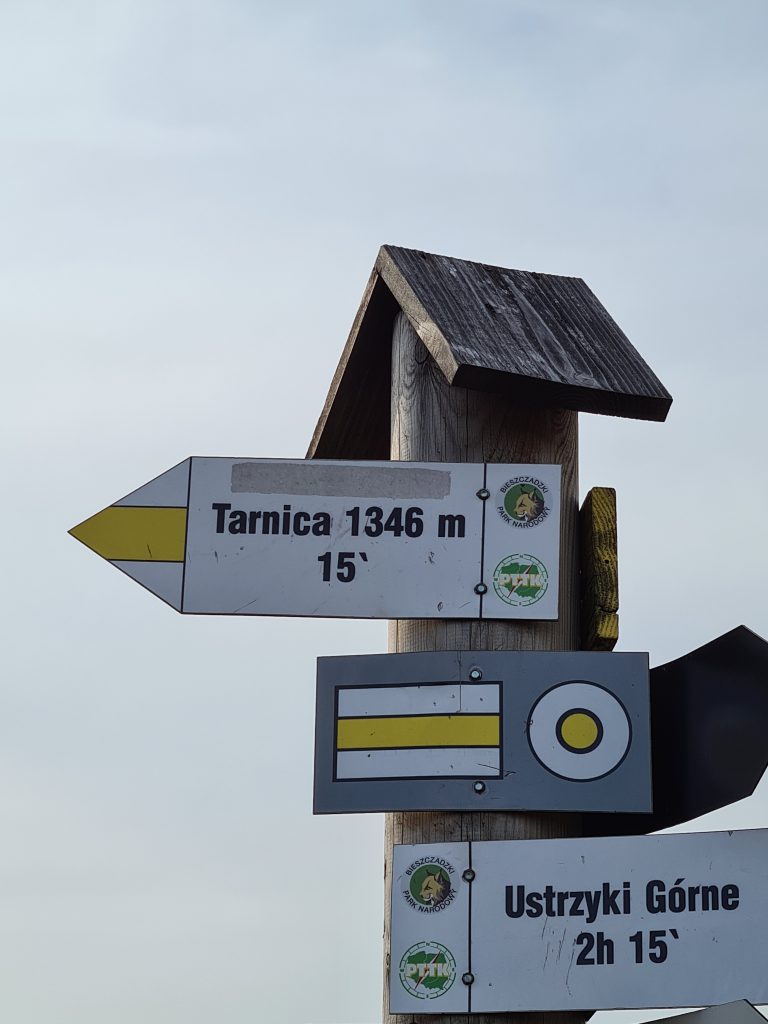 Tarnica 1346 m
15`
BIESZCZADZKI
PARK NARODOWY
PTTK
BIESZCZADZKI
PARK NARODOWY
PTTK
Ustrzyki Górne
2h 15`